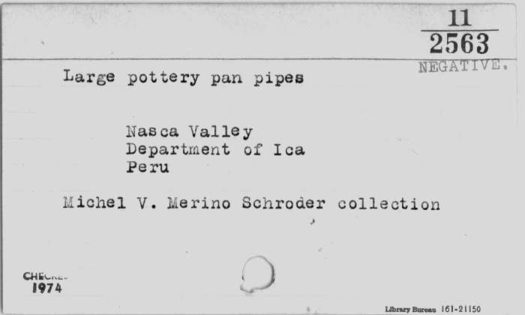 11
2563
NEGATIVE.
Large pottery pan pipes
Nasca Valley
Department of Ica
Peru
Michel V. Merino Schroder collection
1974
Library Bureau 161-21150